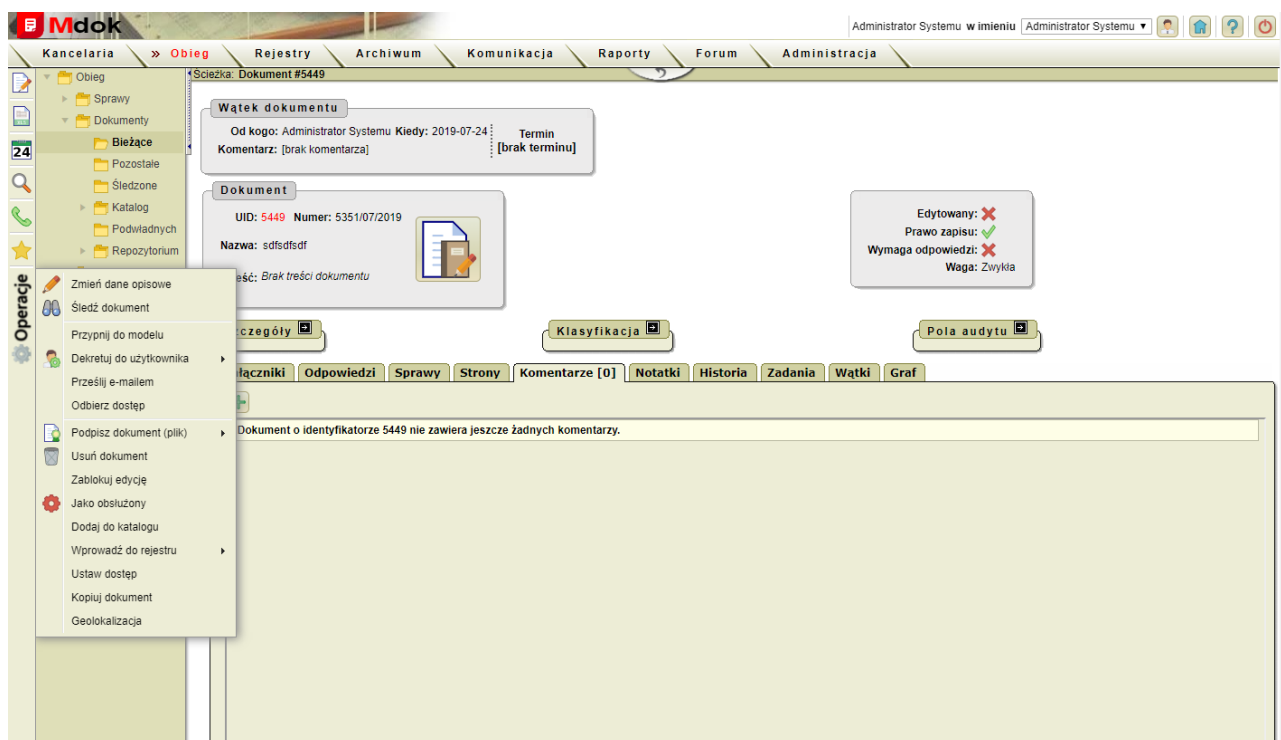 Mdok
Administrator Systemu w imieniu Administrator Systemu
Kancelaria » Obieg Rejestry Archiwum Komunikacja Raporty Forum Administracja
Obieg
Sprawy
Dokumenty
Bieżące
Pozostałe
Śledzone
Katalog
Podwładnych
Repozytorium
24
Operacje
Ścieżka: Dokument #5449
Wątek dokumentu
Od kogo: Administrator Systemu Kiedy: 2019-07-24
Komentarz: [brak komentarza]
Termin
[brak terminu]
Dokument
UID: 5449 Numer: 5351/07/2019
Nazwa: sdfsdfsdf
eść: Brak treści dokumentu
Edytowany:
Prawo zapisu:
Wymaga odpowiedzi:
Waga: Zwykła
czegóły
Klasyfikacja
Pola audytu
łączniki Odpowiedzi Sprawy Strony Komentarze [0] Notatki Historia Zadania Wątki Graf
Dokument o identyfikatorze 5449 nie zawiera jeszcze żadnych komentarzy.
Zmień dane opisowe
Śledź dokument
Przypnij do modelu
Dekretuj do użytkownika
Prześlij e-mailem
Odbierz dostęp
Podpisz dokument (plik)
Usuń dokument
Zablokuj edycję
Jako obsłużony
Dodaj do katalogu
Wprowadź do rejestru
Ustaw dostęp
Kopiuj dokument
Geolokalizacja